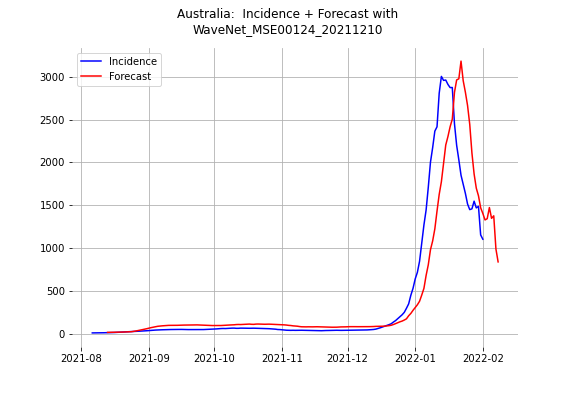 Australia:  Incidence + Forecast with
WaveNet_MSE00124_20211210
Incidence
Forecast
3000
2500
2000
1500
1000
500
0
2021-08 2021-09 2021-10 2021-11 2021-12 2022-01 2022-02